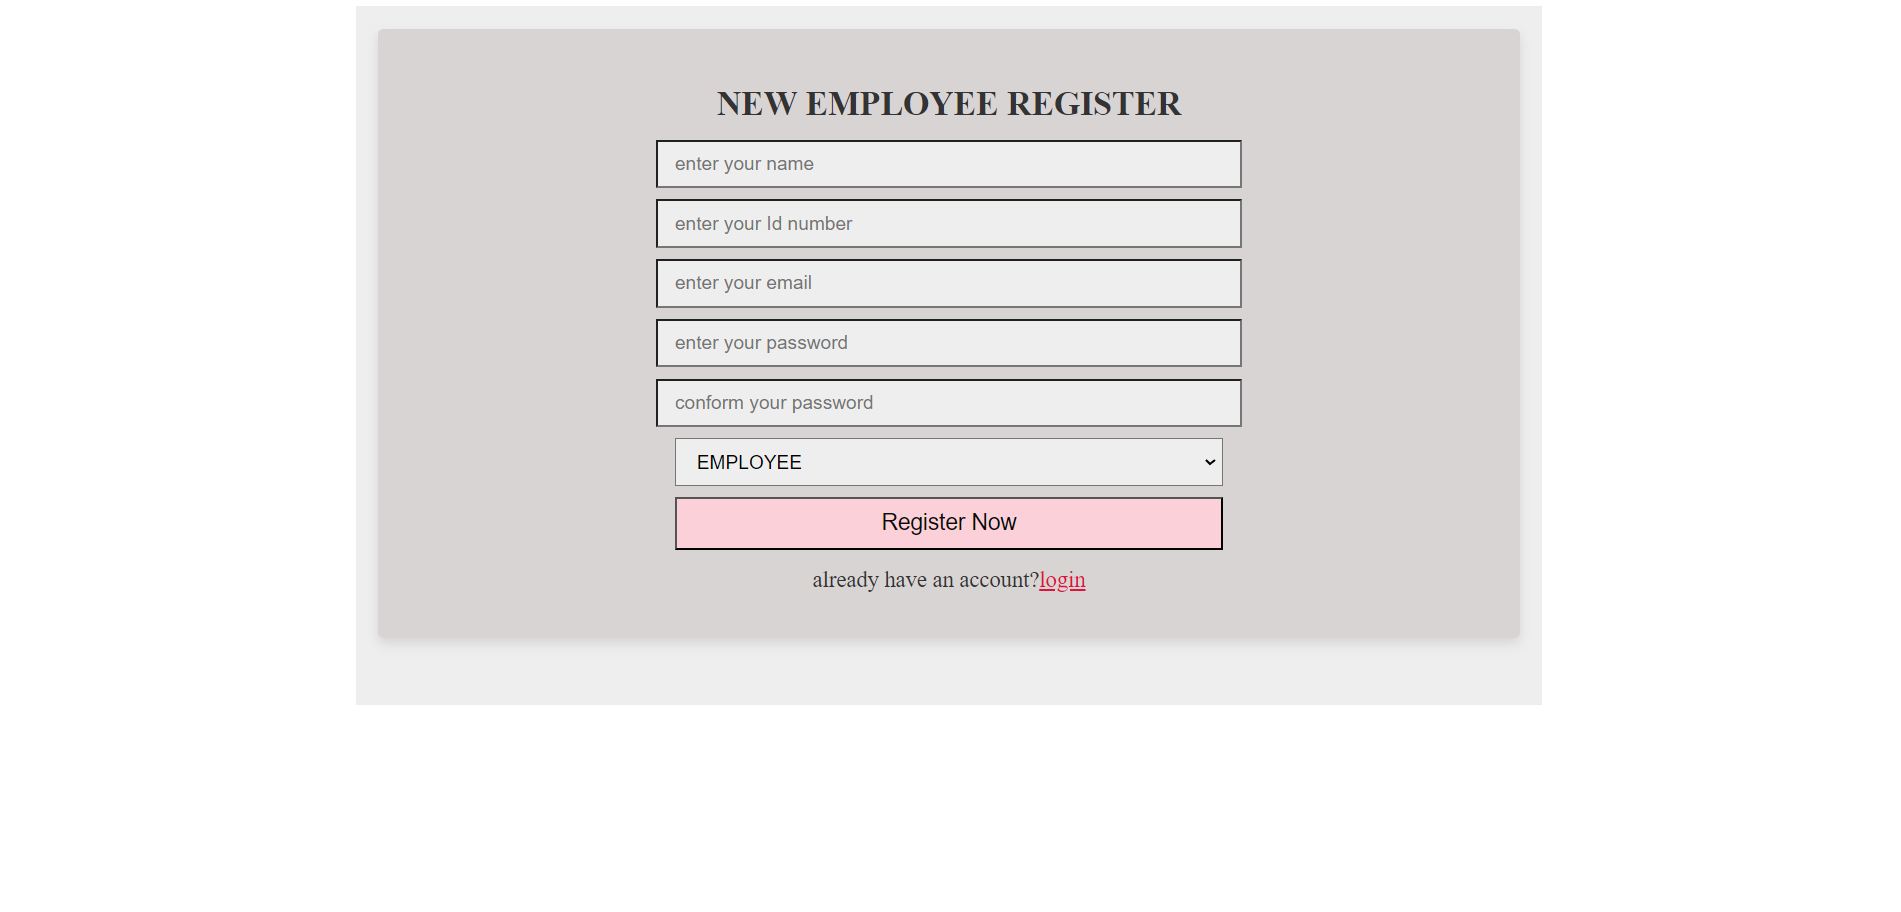 NEW EMPLOYEE REGISTER
enter your name
enter your Id number
enter your email
enter your password
conform your password
EMPLOYEE
Register Now
already have an account?login